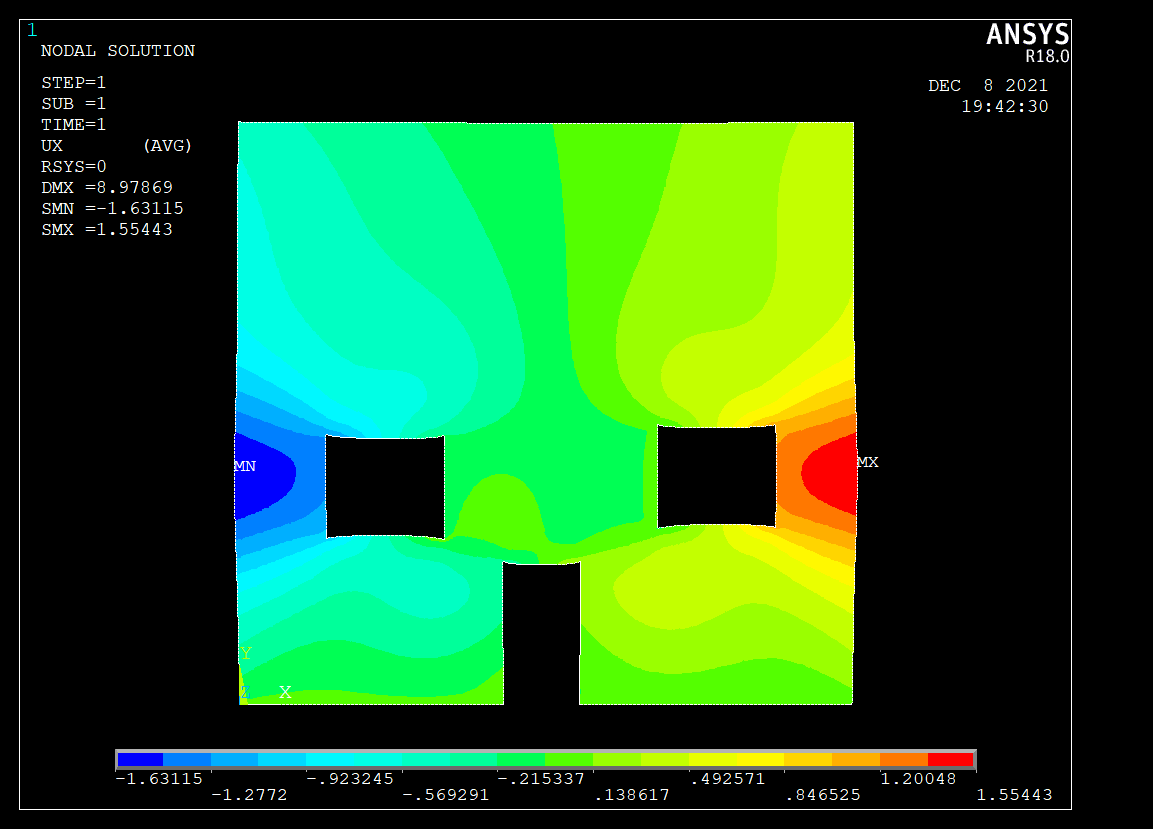 1
ANSYS
R18.0
NODAL SOLUTION
STEP=1
SUB =1
TIME=1
UX (AVG)
RSYS=0
DMX =8.97869
SMN =-1.63115
SMX =1.55443
DEC 8 2021
19:42:30
MN
MX
Y
Z X
-1.63115 -.923245 -.215337 .492571 1.20048
-1.2772 -.569291 .138617 .846525 1.55443